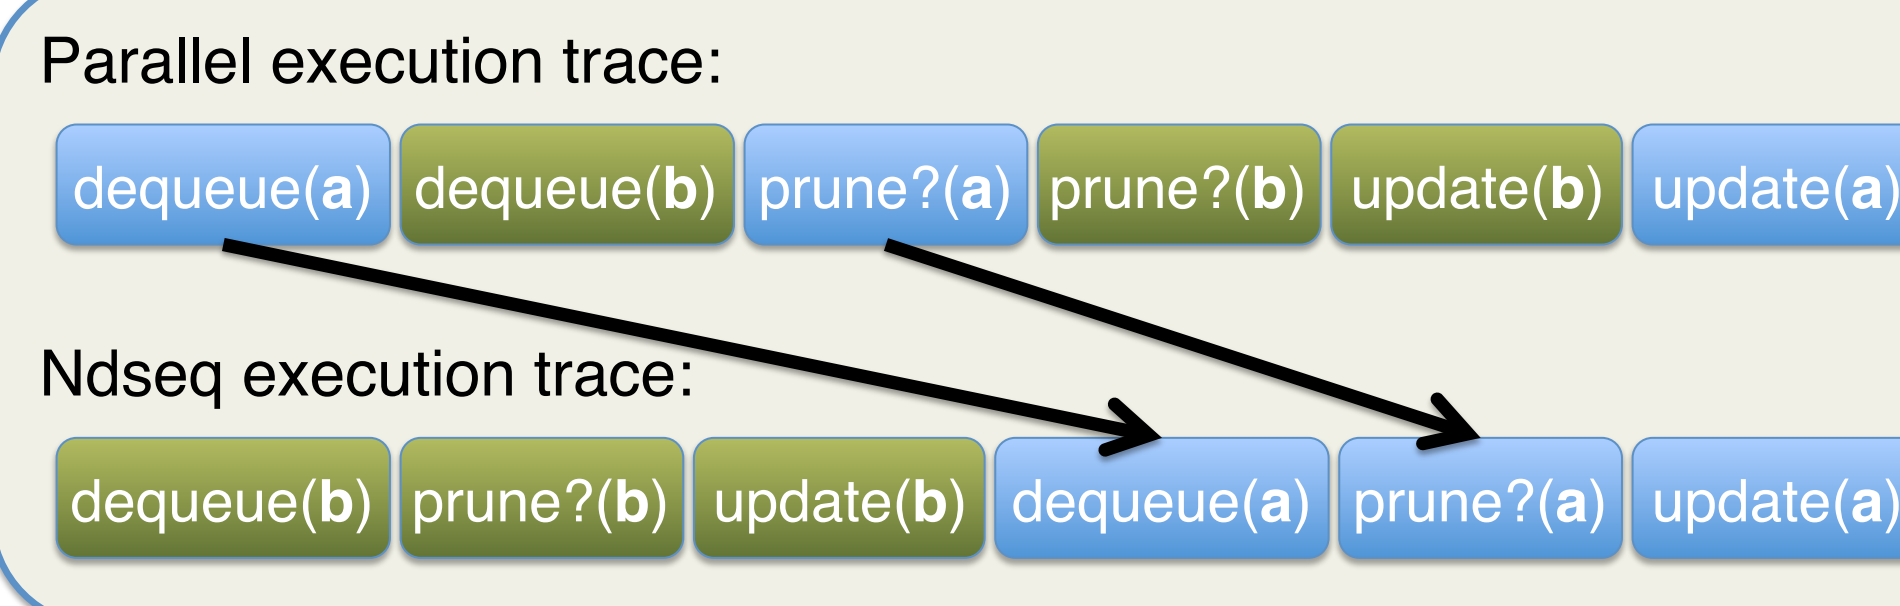 Parallel execution trace:
dequeue(a) dequeue(b) prune?(a) prune?(b) update(b) update(a)
Ndseq execution trace:
dequeue(b) prune?(b) update(b) dequeue(a) prune?(a) update(a)